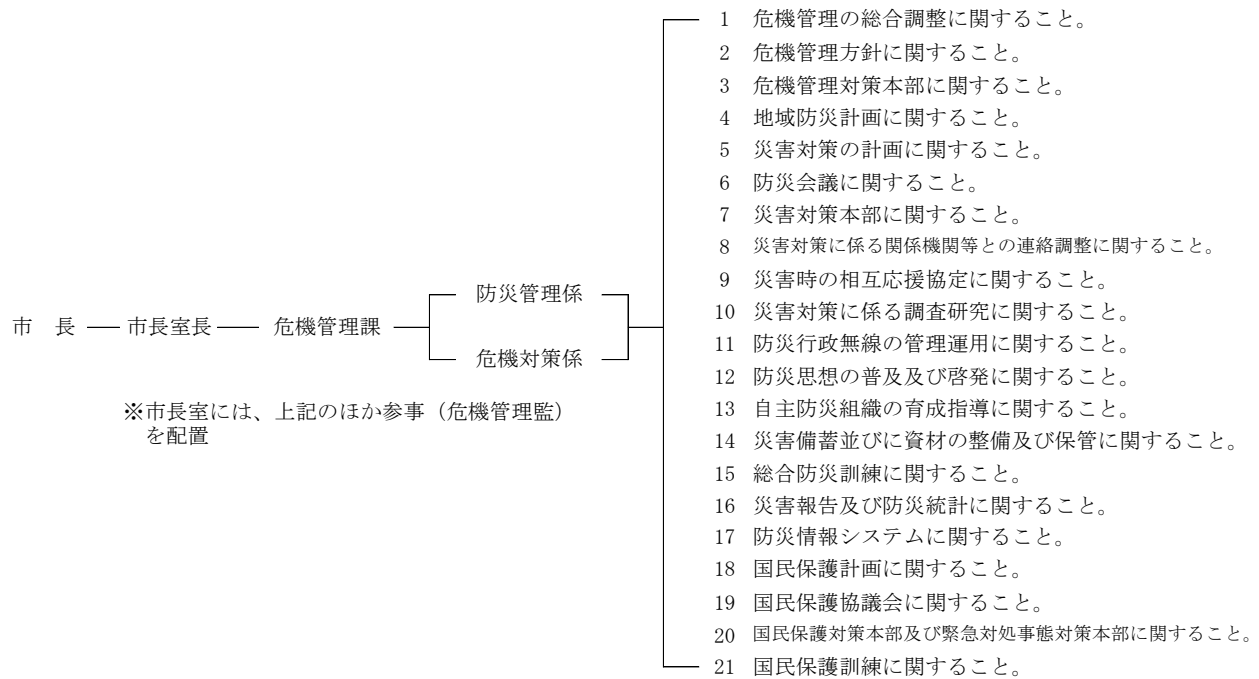 市　長
市長室長
危機管理課
防災管理係
危機対策係
※市長室には、上記のほか参事（危機管理監）
を配置
1　危機管理の総合調整に関すること。
2　危機管理方針に関すること。
3　危機管理対策本部に関すること。
4　地域防災計画に関すること。
5　災害対策の計画に関すること。
6　防災会議に関すること。
7　災害対策本部に関すること。
8　災害対策に係る関係機関等との連絡調整に関すること。
9　災害時の相互応援協定に関すること。
10　災害対策に係る調査研究に関すること。
11　防災行政無線の管理運用に関すること。
12　防災思想の普及及び啓発に関すること。
13　自主防災組織の育成指導に関すること。
14　災害備蓄並びに資材の整備及び保管に関すること。
15　総合防災訓練に関すること。
16　災害報告及び防災統計に関すること。
17　防災情報システムに関すること。
18　国民保護計画に関すること。
19　国民保護協議会に関すること。
20　国民保護対策本部及び緊急対処事態対策本部に関すること。
21　国民保護訓練に関すること。